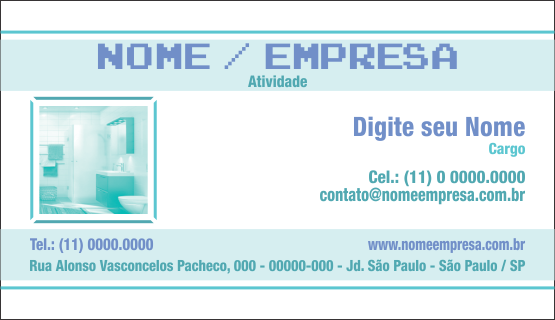 NOME / EMPRESA
Atividade
Digite seu Nome
Cargo
Cel.: (11) 0 0000.0000
contato@nomeempresa.com.br
Tel.: (11) 0000.0000
www.nomeempresa.com.br
Rua Alonso Vasconcelos Pacheco, 000 - 00000-000 - Jd. São Paulo - São Paulo / SP